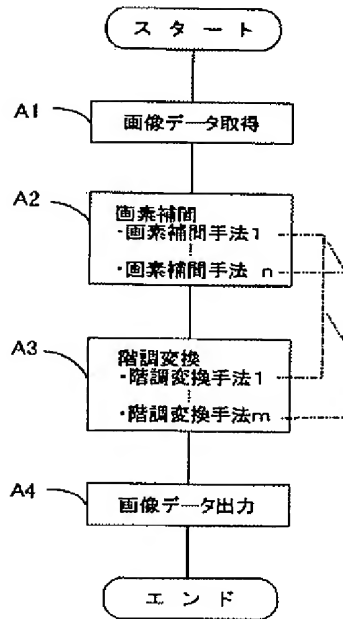 スタート
A1
画像データ取得
A2
画素補間
・画素補間手法1
・画素補間手法 n
A3
階調変換
・階調変換手法1
・階調変換手法m
A4
画像データ出力
エンド